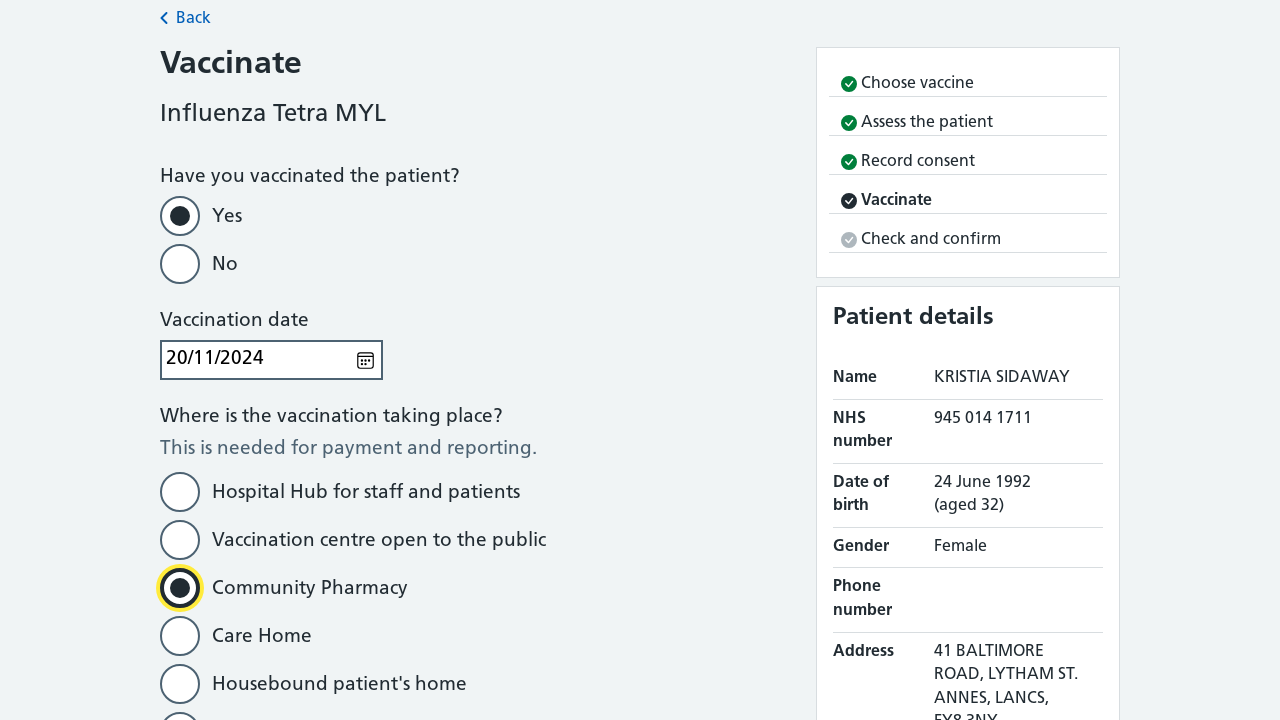 Back
Vaccinate
Influenza Tetra MYL
Have you vaccinated the patient?
Yes
No
Vaccination date
20/11/2024
Where is the vaccination taking place?
This is needed for payment and reporting.
Hospital Hub for staff and patients
Vaccination centre open to the public
Community Pharmacy
Care Home
Housebound patient's home
Choose vaccine
Assess the patient
Record consent
Vaccinate
Check and confirm
Patient details
Name KRISTIA SIDAWAY
NHS number 945 014 1711
Date of birth 24 June 1992 (aged 32)
Gender Female
Phone number
Address 41 BALTIMORE
ROAD, LYTHAM ST.
ANNES, LANCS,
FY8 3NY